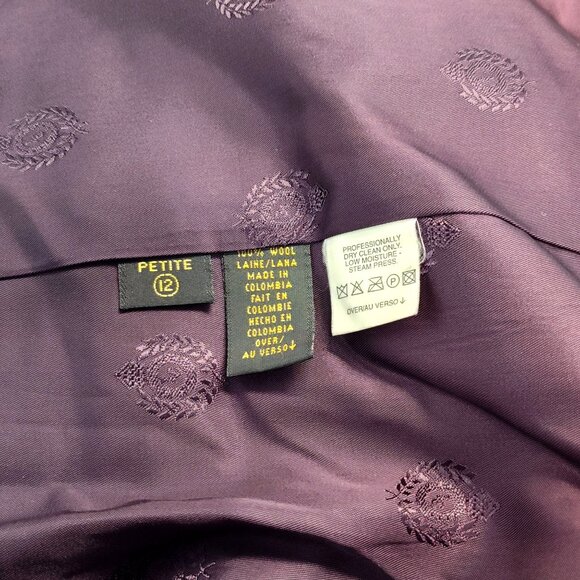 PETITE
12
100% WOOL
LAINE/LANA
MADE IN
COLOMBIA
FAIT EN
COLOMBIE
HECHO EN
COLOMBIA
OVER/
AU VERSO↓
PROFESSIONALLY
DRY CLEAN ONLY.
LOW MOISTURE -
STEAM PRESS.
P
OVER/AU VERSO ↓